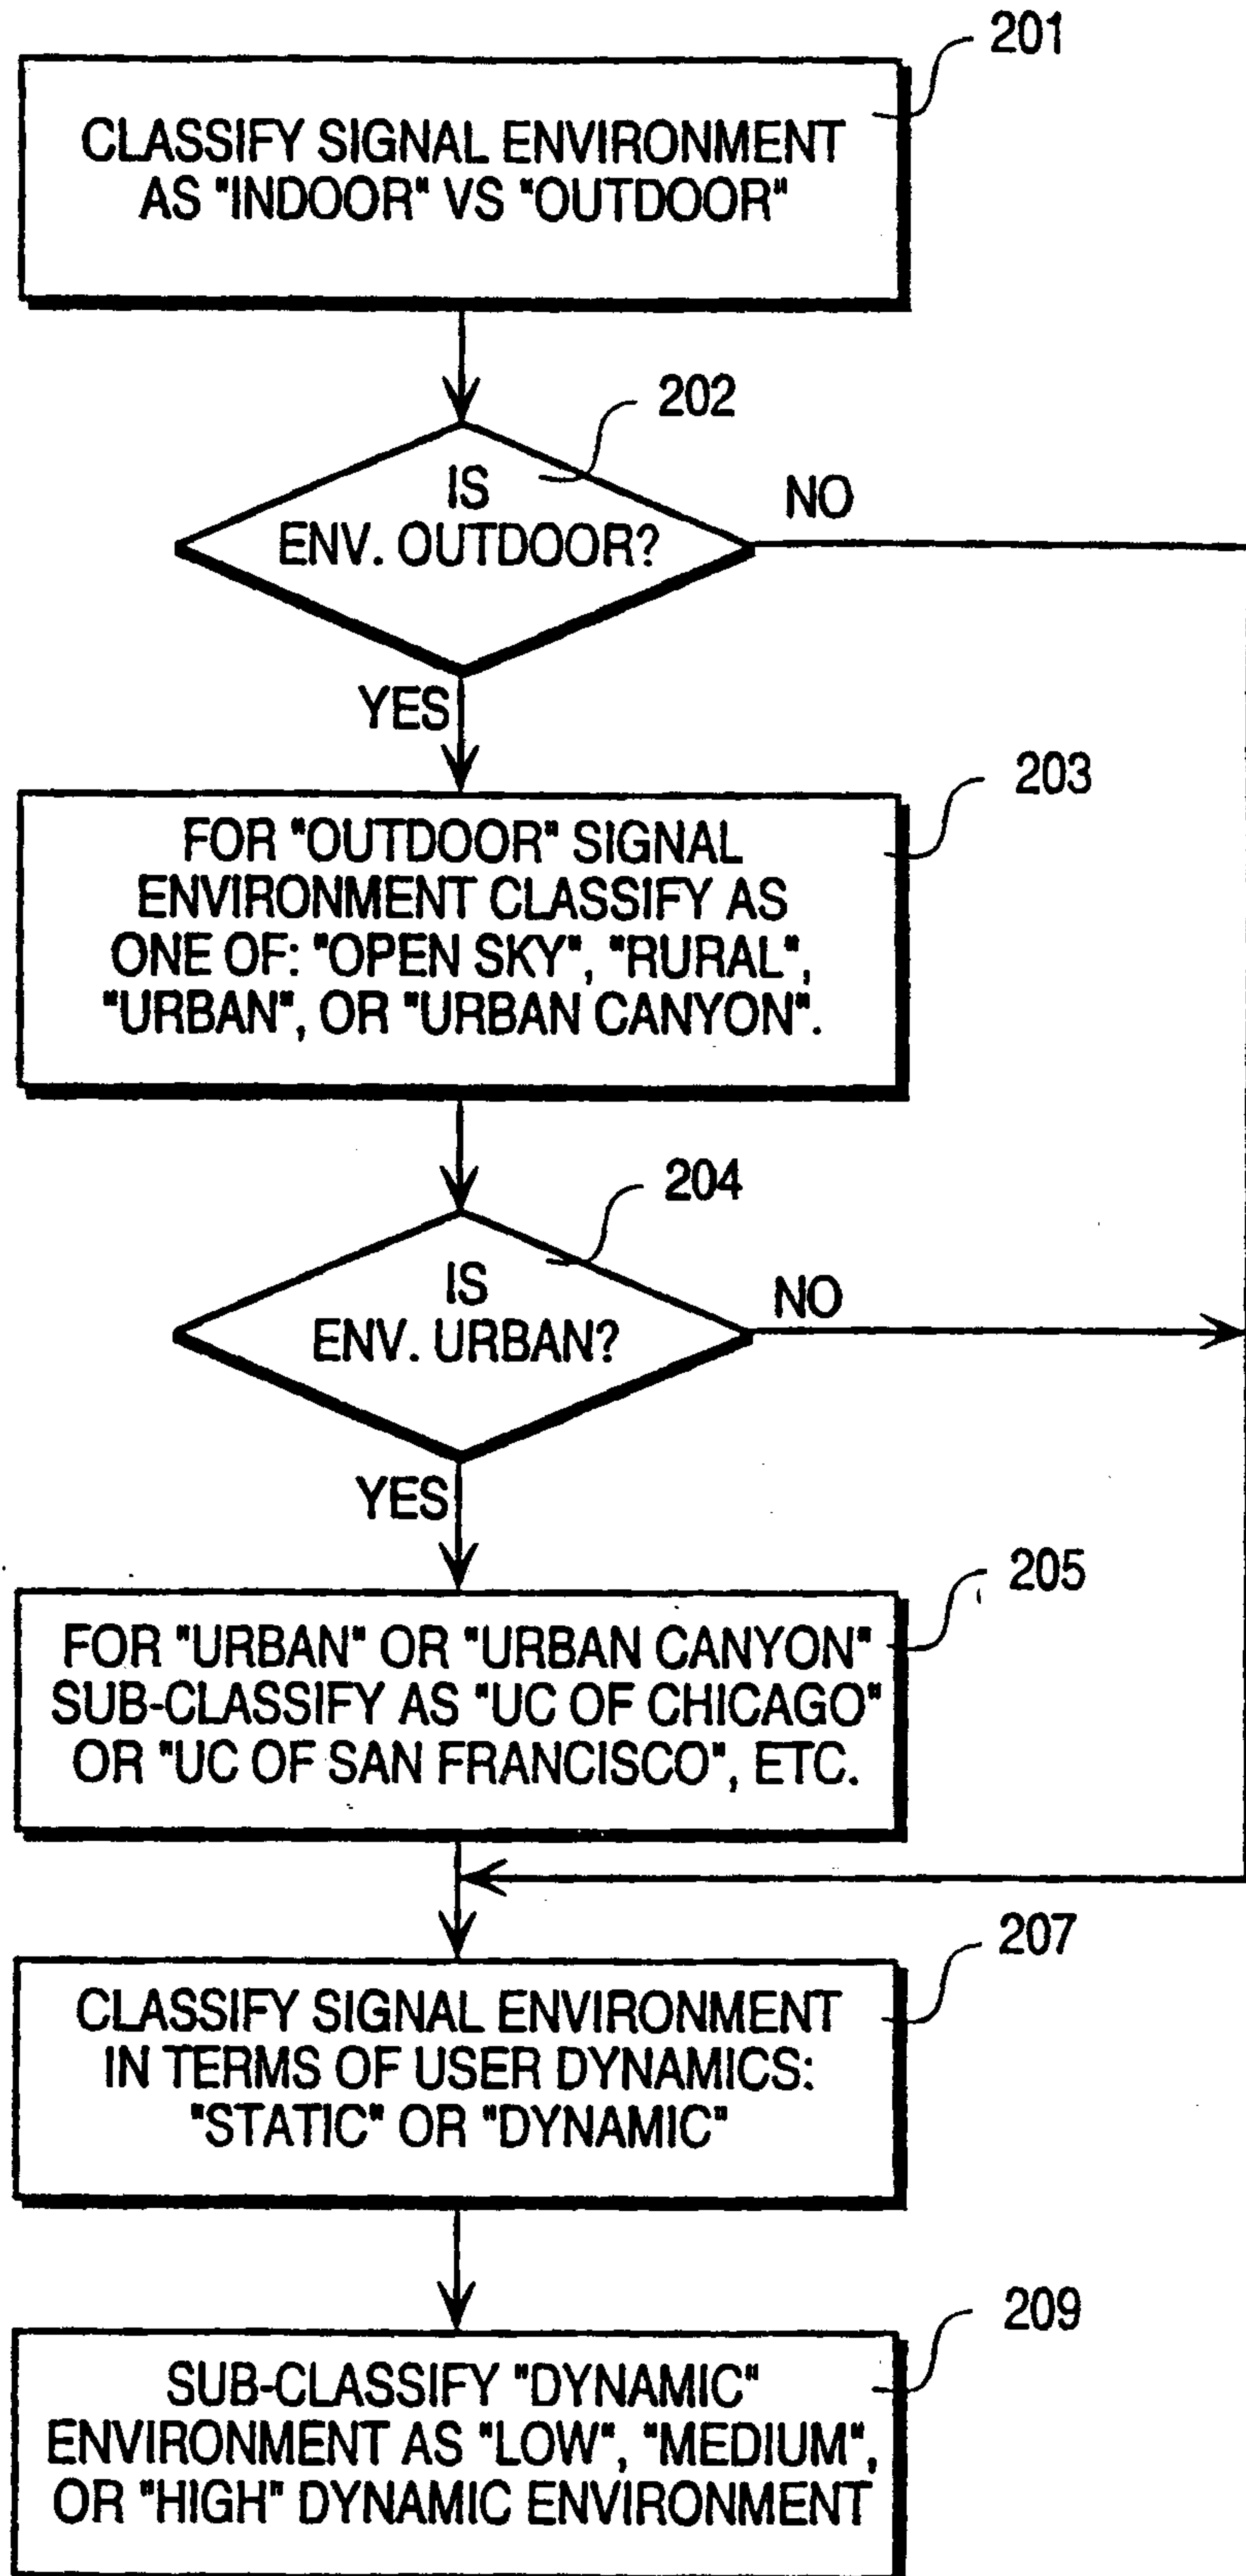 201
CLASSIFY SIGNAL ENVIRONMENT
AS "INDOOR" VS "OUTDOOR"
202
IS
ENV. OUTDOOR?
NO
YES
203
FOR "OUTDOOR" SIGNAL
ENVIRONMENT CLASSIFY AS
ONE OF: "OPEN SKY", "RURAL",
"URBAN", OR "URBAN CANYON".
204
IS
ENV. URBAN?
NO
YES
205
FOR "URBAN" OR "URBAN CANYON"
SUB-CLASSIFY AS "UC OF CHICAGO"
OR "UC OF SAN FRANCISCO", ETC.
207
CLASSIFY SIGNAL ENVIRONMENT
IN TERMS OF USER DYNAMICS:
"STATIC" OR "DYNAMIC"
209
SUB-CLASSIFY "DYNAMIC"
ENVIRONMENT AS "LOW", "MEDIUM",
OR "HIGH" DYNAMIC ENVIRONMENT